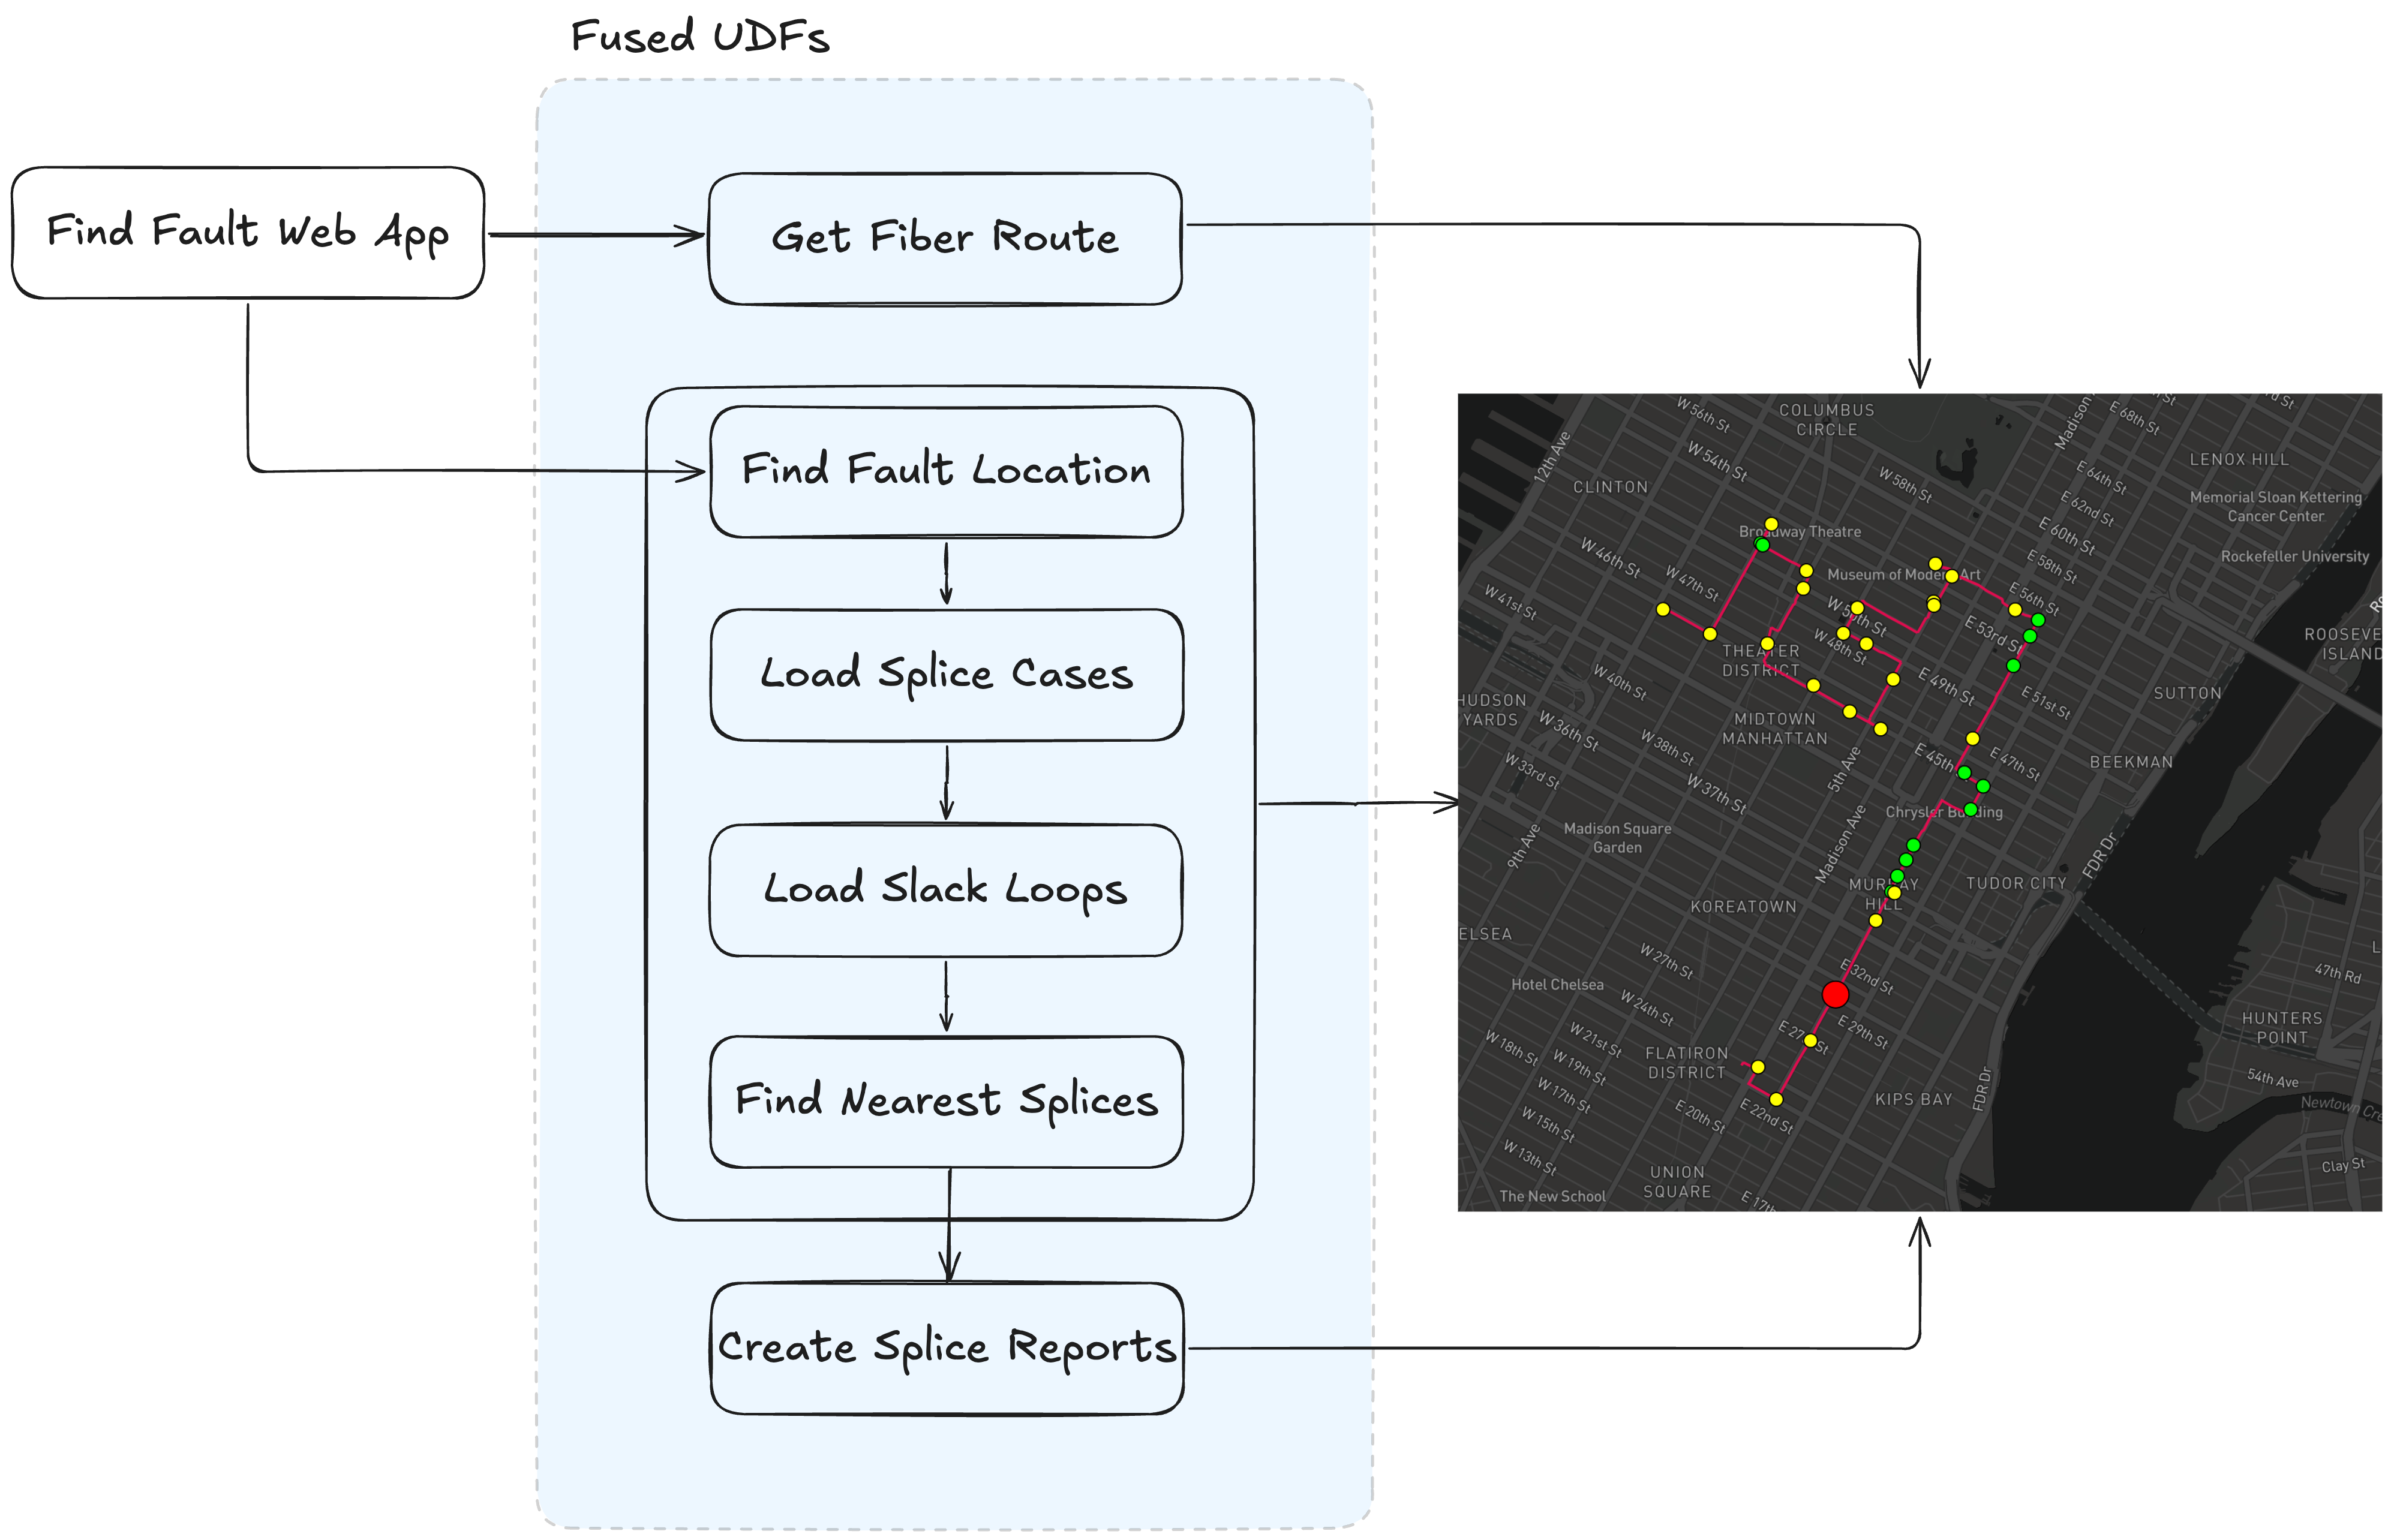 Fused UDFs
Find Fault Web App
Get Fiber Route
Find Fault Location
Load Splice Cases
Load Slack Loops
Find Nearest Splices
Create Splice Reports
COLUMBUS
CIRCLE
W 56th St
W 54th St
12th Ave
CLINTON
W 58th St
Madison
E 68th St
E 64th St
LENOX HILL
Memorial Sloan Kettering
Cancer Center
E 62nd St
E 60th St
Rockefeller University
E 58th St
Broadway Theatre
Museum of Modern Art
W 46th St
W 47th St
W 41st St
E 56th St
E 53rd St
W 48th St
THEATER
DISTRICT
ROOSEVE
ISLAND
W 40th St
E 49th St
E 51st St
SUTTON
HUDSON
YARDS
MIDTOWN
MANHATTAN
W 36th St
W 38th St
W 33rd St
W 37th St
5th Ave
E 45th
E 47th St
BEEKMAN
Chrysler Building
Madison Square
Garden
9th Ave
Madison Ave
FDR Dr
MURRAY
HILL
TUDOR CITY
KOREATOWN
ELSEA
W 27th St
E 32nd St
47th Rd
Hotel Chelsea
W 24th St
E 29th St
HUNTERS
POINT
W 21st St
W 18th St
W 19th St
FLATIRON
DISTRICT
W 17th St
54th Ave
FDR Dr
KIPS BAY
Newtown Cre
W 15th St
E 20th St
E 22nd St
W 13th St
UNION
SQUARE
Clay St
The New School
E 17th